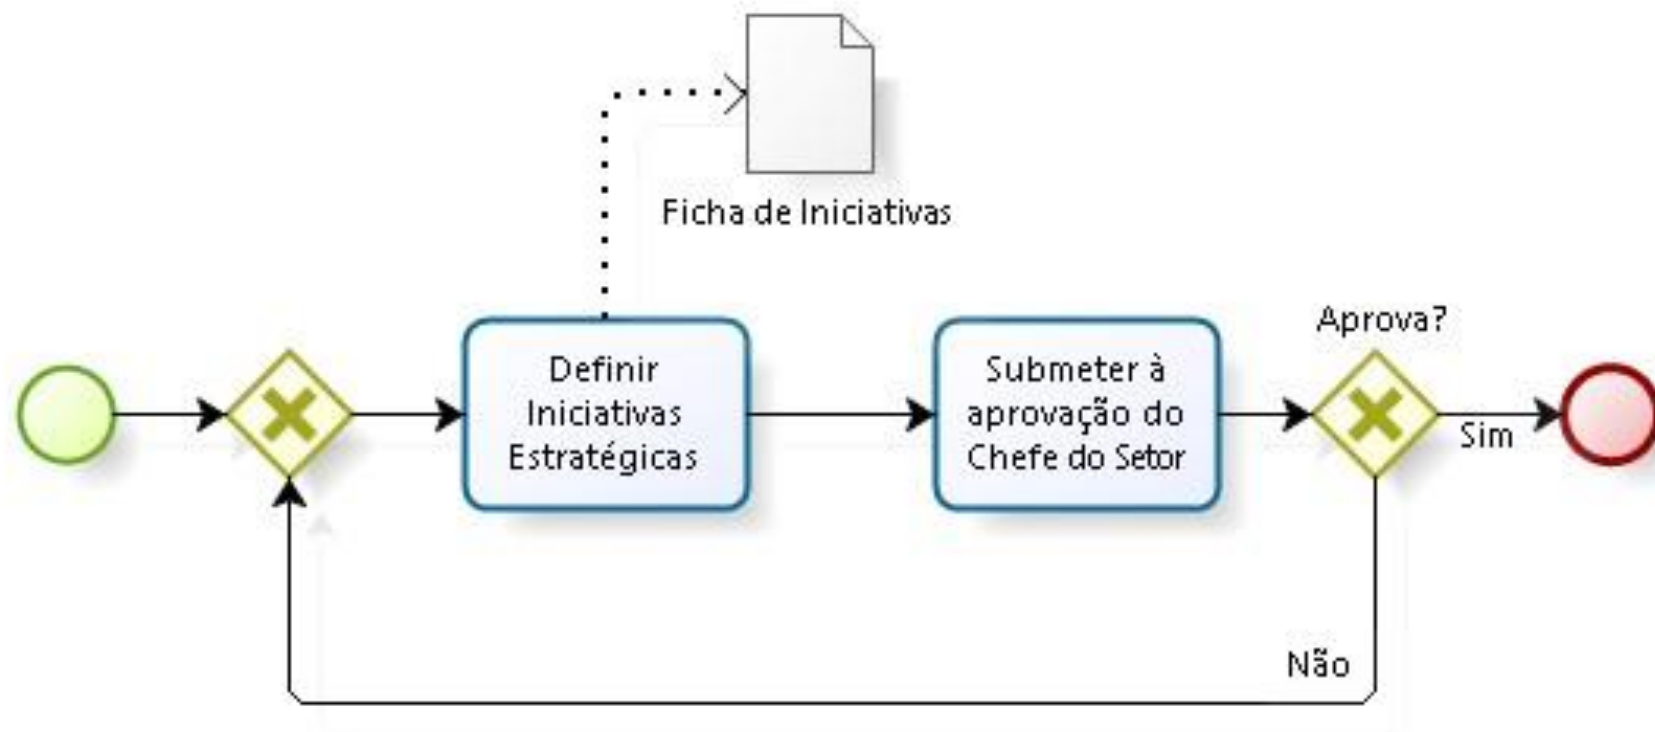 Ficha de Iniciativas
Aprova?
Definir
Iniciativas
Estratégicas
Submeter à
aprovação do
Chefe do Setor
Sim
Não